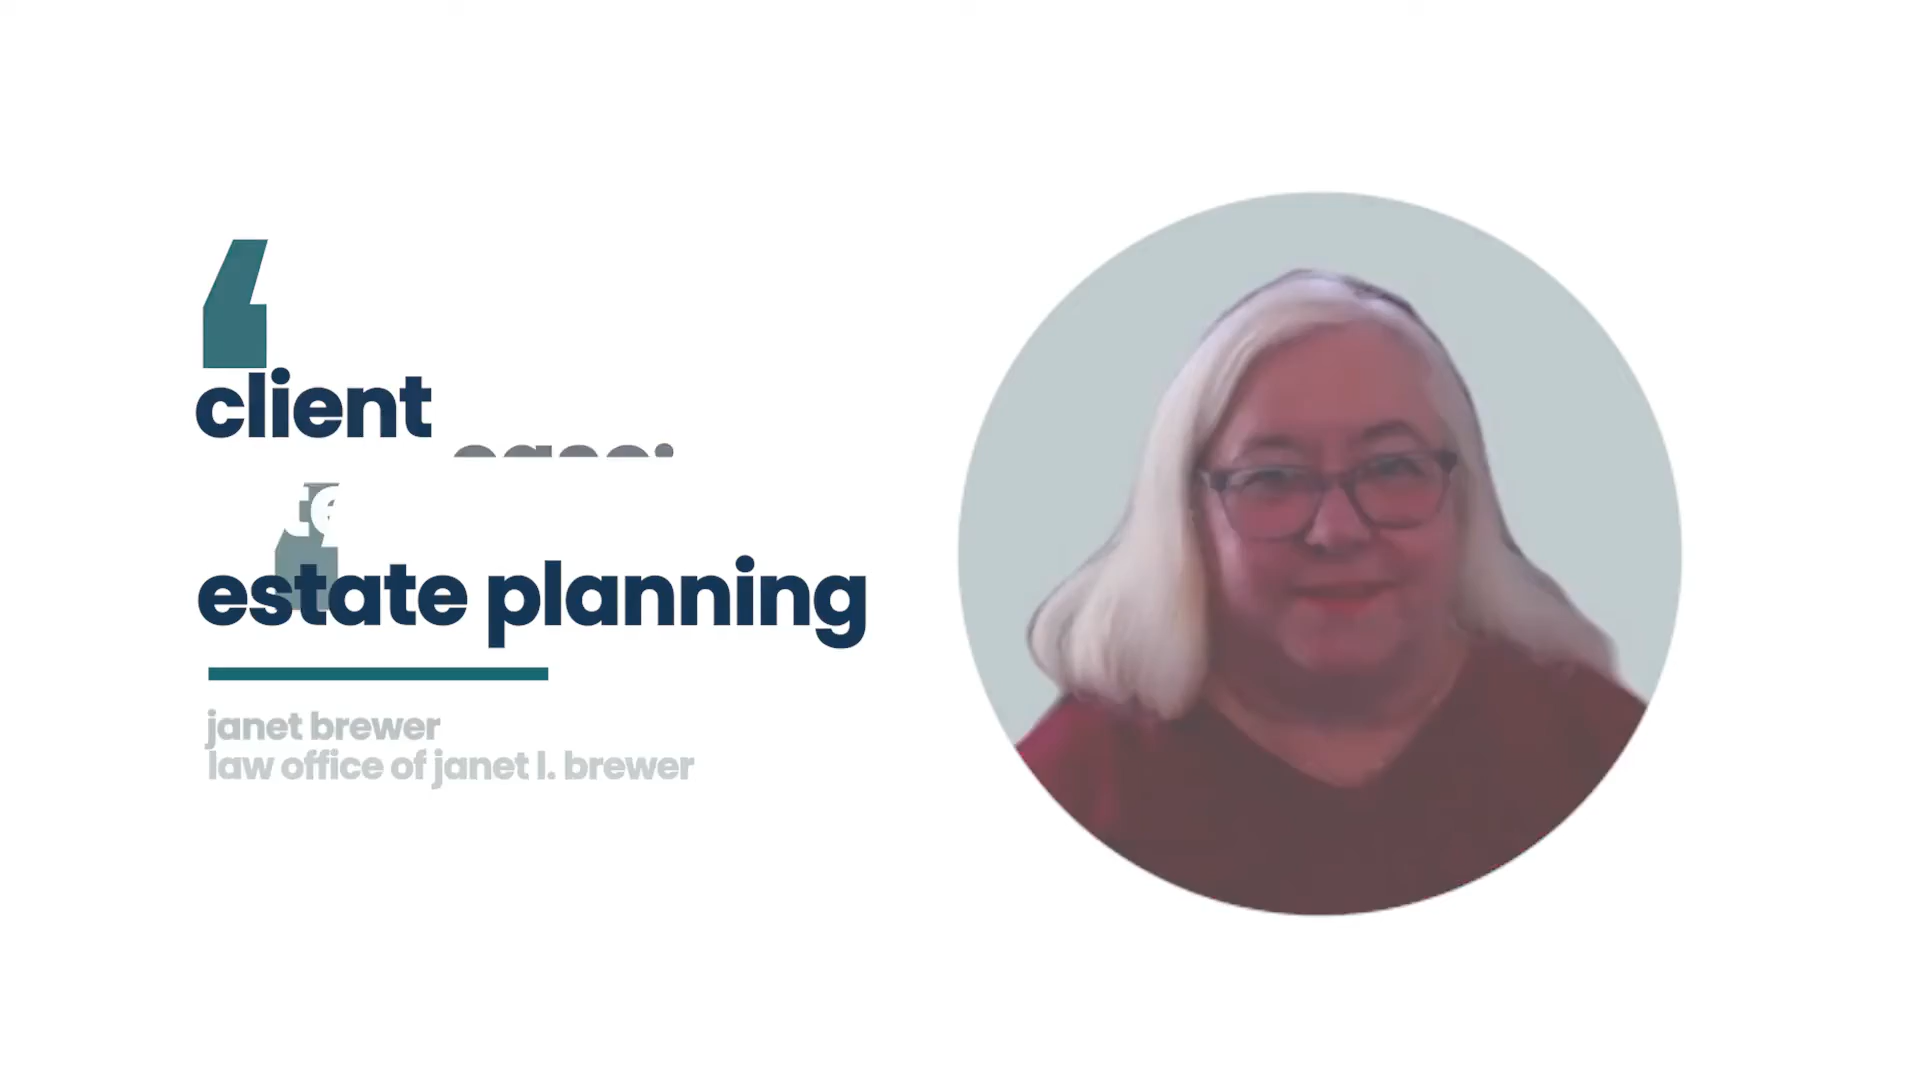 client
estate planning
janet brewer
law office of janet l. brewer